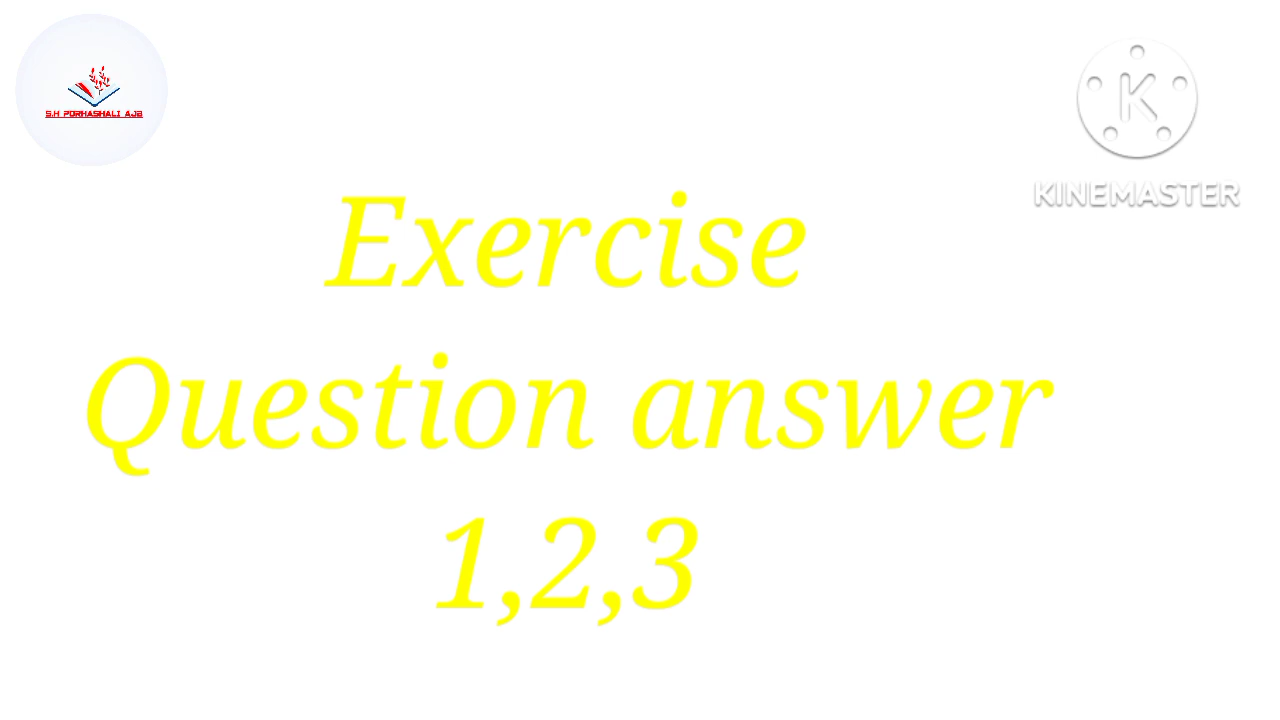 S.H PORHASHALI AJB
KINEMASTER
Exercise
Question answer
1,2,3